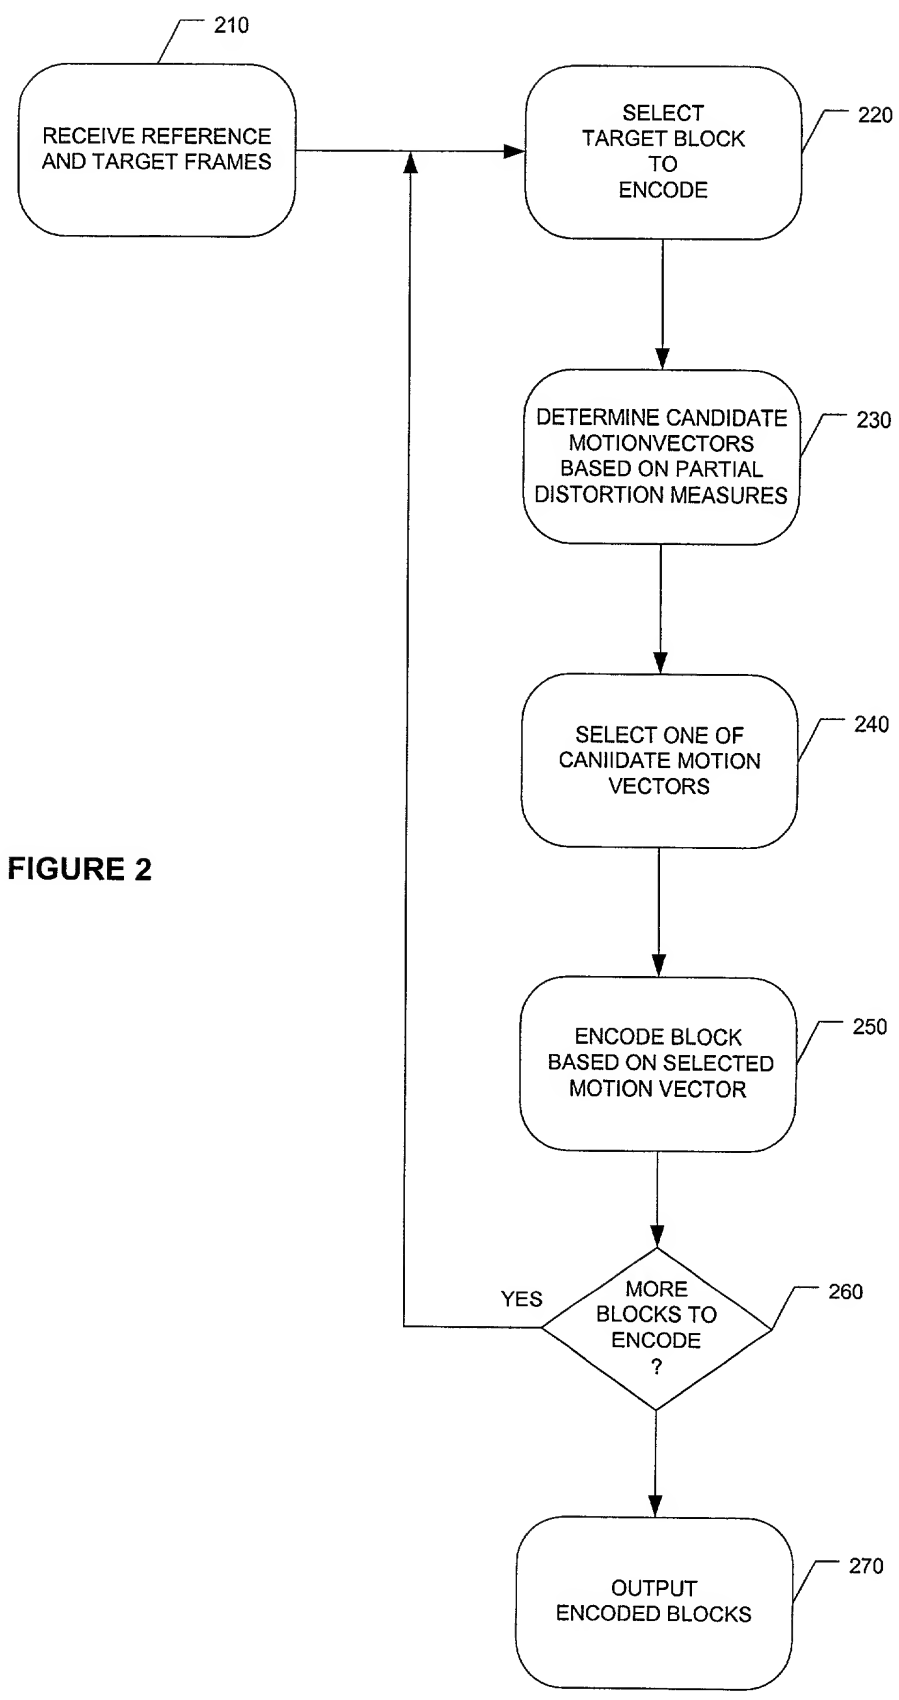 210
RECEIVE REFERENCE
AND TARGET FRAMES
SELECT
TARGET BLOCK
TO
ENCODE
220
DETERMINE CANDIDATE
MOTIONVECTORS
BASED ON PARTIAL
DISTORTION MEASURES
230
SELECT ONE OF
CANIIDATE MOTION
VECTORS
240
FIGURE 2
ENCODE BLOCK
BASED ON SELECTED
MOTION VECTOR
250
YES
MORE
BLOCKS TO
ENCODE
?
260
OUTPUT
ENCODED BLOCKS
270